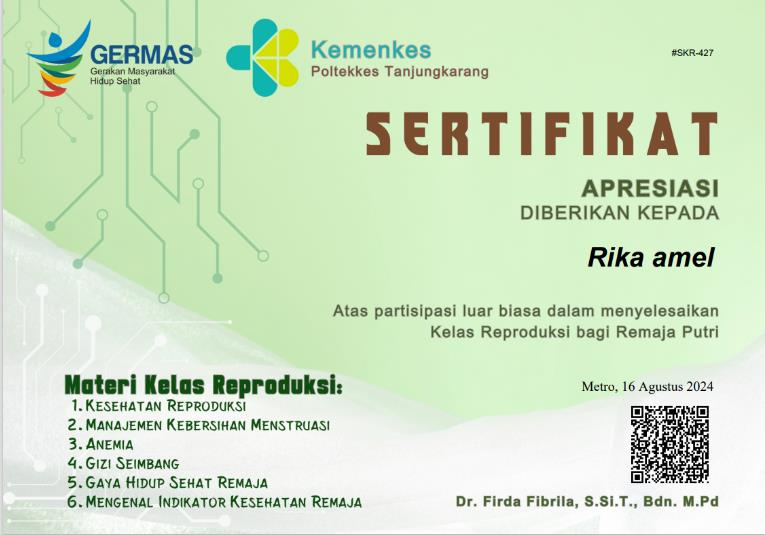 GERMAS
Gerakan Masyarakat
Hidup Sehat
Kemenkes
Poltekkes Tanjungkarang
#SKR-427
SERTIFIKAT
APRESIASI
DIBERIKAN KEPADA
Rika amel
Atas partisipasi luar biasa dalam menyelesaikan
Kelas Reproduksi bagi Remaja Putri
Materi Kelas Reproduksi:
1. Kesehatan Reproduksi
2. Manajemen Kebersihan Menstruasi
3. Anemia
4. Gizi Seimbang
5. Gaya Hidup Sehat Remaja
6. Mengenal Indikator Kesehatan Remaja
Metro, 16 Agustus 2024
Dr. Firda Fibrila, S.Si.T., Bdn. M.Pd